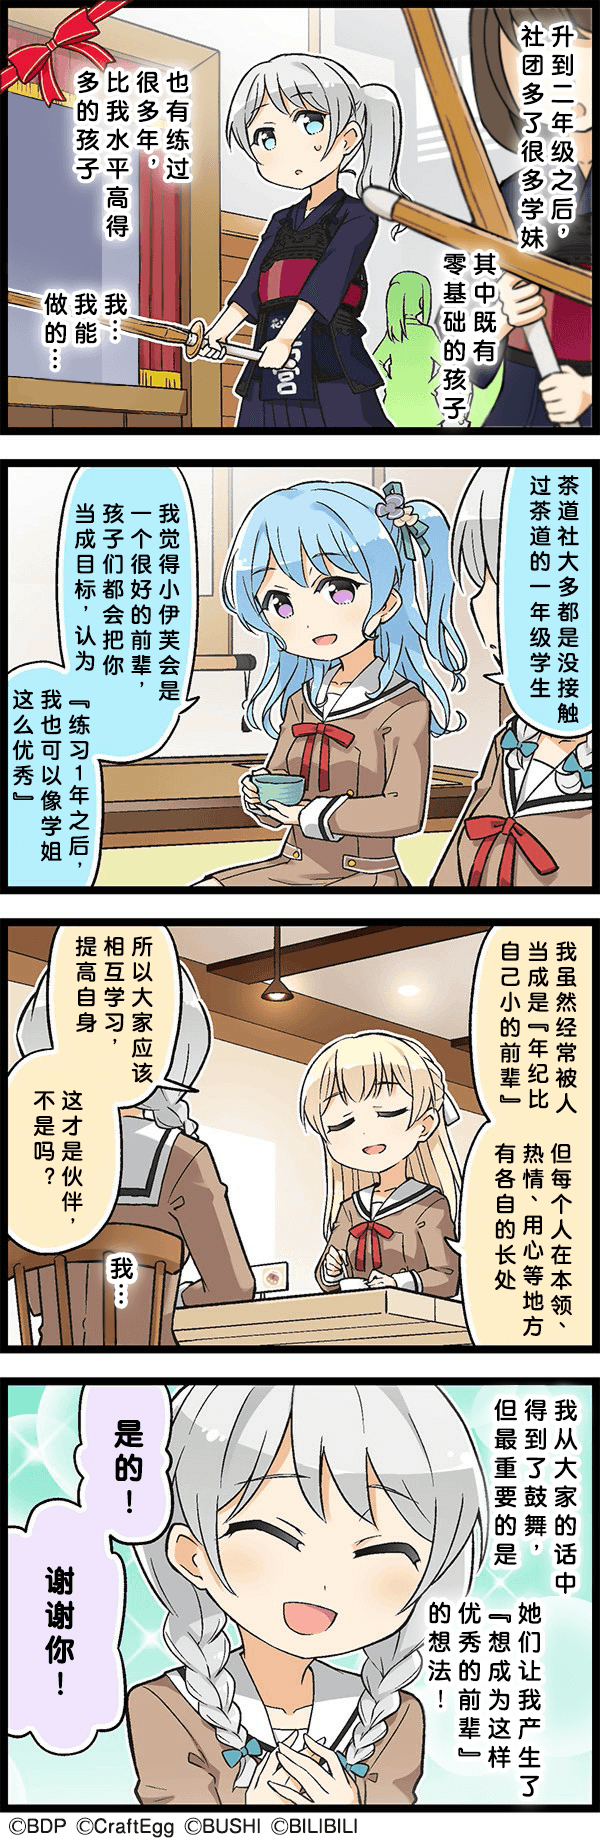 升到二年级之后，
社团多了很多学妹
其中既有
零基础的孩子
也有练过
很多年，
比我水平高得
多的孩子
我…
我能
做的…
茶道社大多都是没接触
过茶道的一年级学生
我觉得小伊芙会是
一个很好的前辈，
孩子们都会把你
当成目标，认为
『练习1年之后，
我也可以像学姐
这么优秀』
我虽然经常被人
当成是『年纪比
自己小的前辈』
但每个人在本领、
热情、用心等地方
有各自的长处
所以大家应该
相互学习，
提高自身
这才是伙伴，
不是吗？
我…
我从大家的话中
得到了鼓舞，
但最重要的是
她们让我产生了
『想成为这样
优秀的前辈』
的想法！
是的！
谢谢你！
©BDP ©CraftEgg ©BUSHI ©BILIBILI